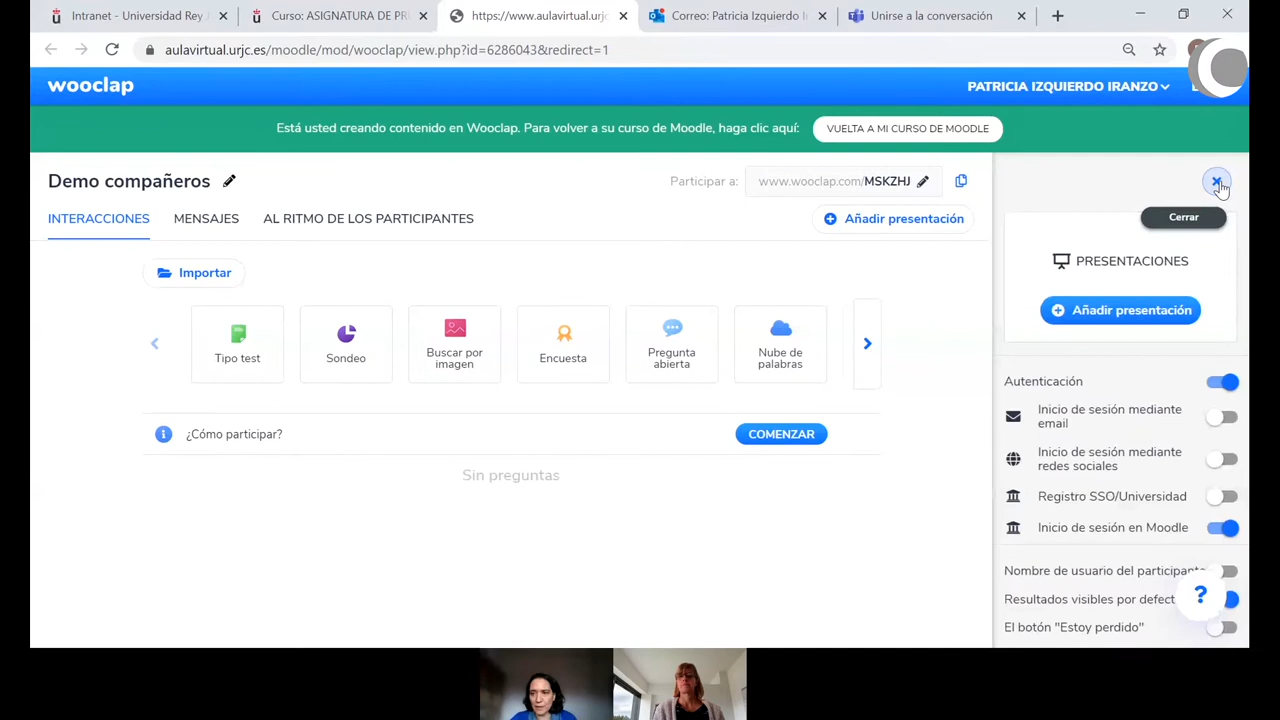 Intranet - Universidad Rey
Curso: ASIGNATURA DE PR
https://www.aulavirtual.urjc
Correo: Patricia Izquierdo
Unirse a la conversación
aulavirtual.urjc.es/moodle/mod/wooclap/view.php?id=6286043&redirect=1
wooclap
PATRICIA IZQUIERDO IRANZO
Está usted creando contenido en Wooclap. Para volver a su curso de Moodle, haga clic aquí:
VUELTA A MI CURSO DE MOODLE
Demo compañeros
Participar a:
www.wooclap.com/MSKZHJ
INTERACCIONES
MENSAJES
AL RITMO DE LOS PARTICIPANTES
Añadir presentación
Cerrar
PRESENTACIONES
Añadir presentación
Importar
Tipo test
Sondeo
Buscar por
imagen
Encuesta
Pregunta
abierta
Nube de
palabras
¿Cómo participar?
COMENZAR
Sin preguntas
Autenticación
Inicio de sesión mediante
email
Inicio de sesión mediante
redes sociales
Registro SSO/Universidad
Inicio de sesión en Moodle
Nombre de usuario del participante
Resultados visibles por defect
?
El botón "Estoy perdido"